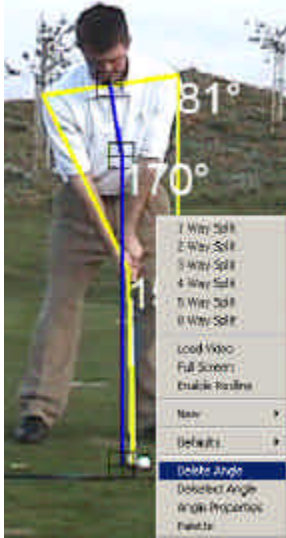 81°
170°
1 Way Split
2 Way Split
3 Way Split
4 Way Split
5 Way Split
6 Way Split
Load Video
Full Screen
Enable Redline
New
Defaults
Delete Angle
Deselect Angle
Angle Properties
Palette